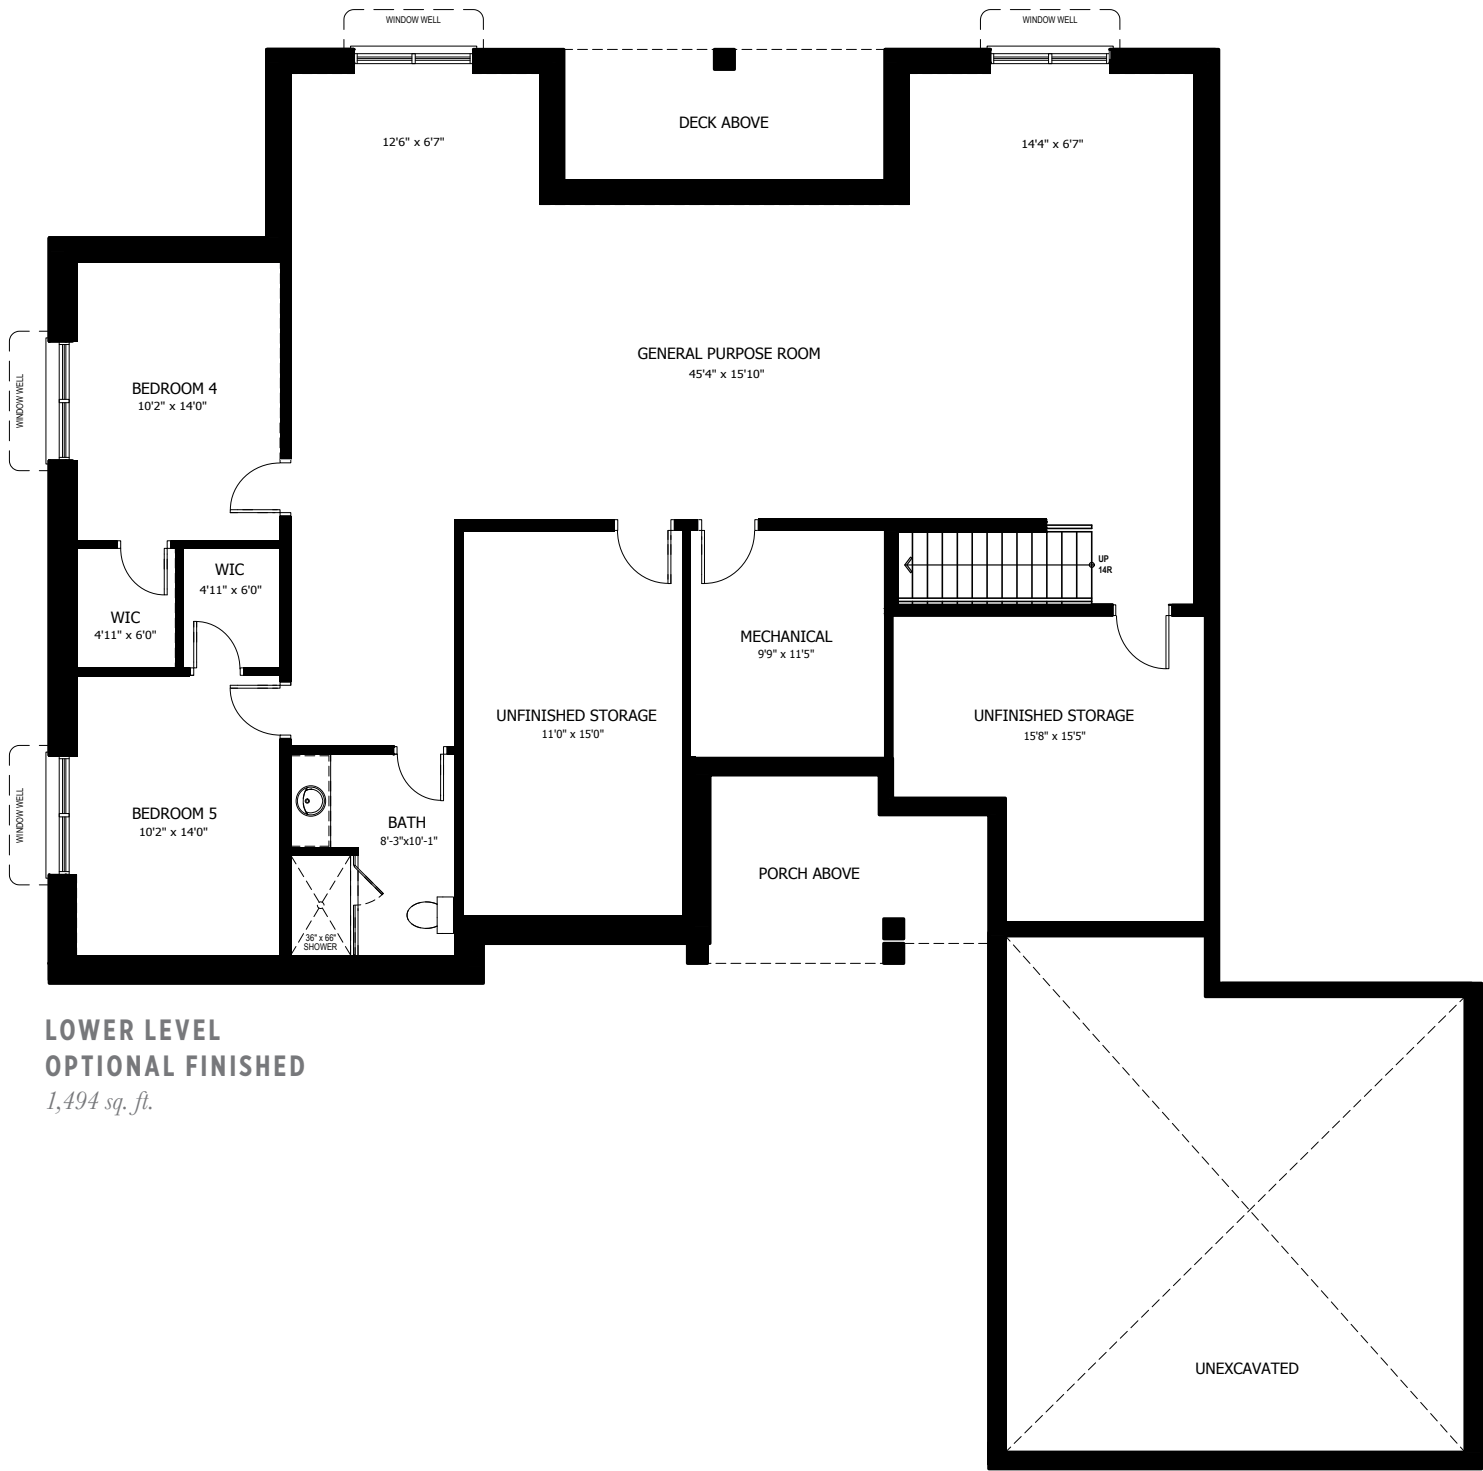 WINDOW WELL
WINDOW WELL
DECK ABOVE
12'6" x 6'7"
14'4" x 6'7"
GENERAL PURPOSE ROOM
45'4" x 15'10"
WINDOW WELL
BEDROOM 4
10'2" x 14'0"
WIC
4'11" x 6'0"
WIC
4'11" x 6'0"
UP
14R
MECHANICAL
9'9" x 11'5"
UNFINISHED STORAGE
11'0" x 15'0"
UNFINISHED STORAGE
15'8" x 15'5"
WINDOW WELL
BEDROOM 5
10'2" x 14'0"
BATH
8'-3"x10'-1"
PORCH ABOVE
36" x 66"
SHOWER
LOWER LEVEL
OPTIONAL FINISHED
1,494 sq. ft.
UNEXCAVATED